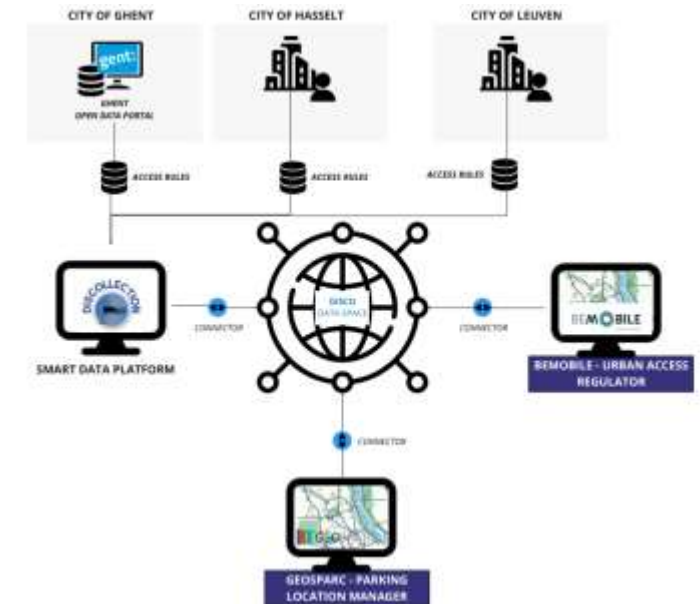 CITY OF GHENT
CITY OF HASSELT
CITY OF LEUVEN
gent:
GHENT
OPEN DATA PORTAL
ACCESS RULES
ACCESS RULES
ACCESS RULES
DISCOLLECTION
DISCO
DATA SPACE
BEMOBILE
CONNECTOR
CONNECTOR
SMART DATA PLATFORM
BEMOBILE - URBAN ACCESS
REGULATOR
CONNECTOR
GEOSPARC - PARKING
LOCATION MANAGER